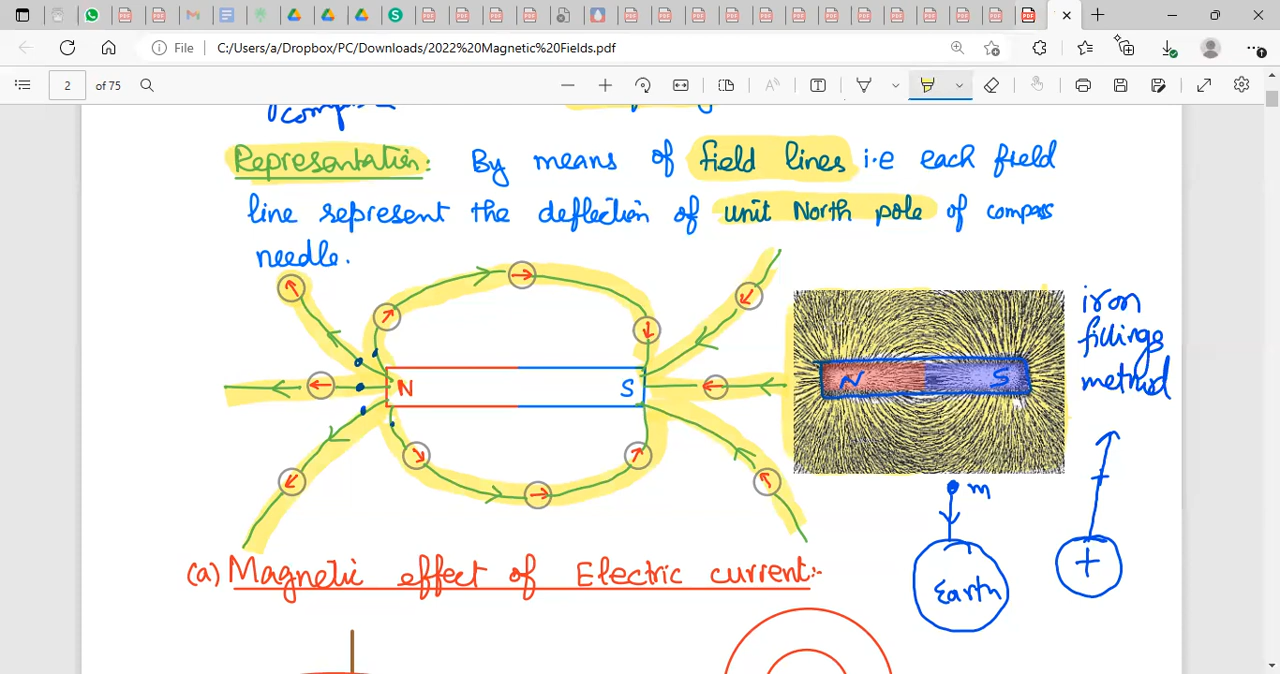 File C:/Users/a/Dropbox/PC/Downloads/2022%20Magnetic%20Fields.pdf
2 of 75
Representation: By means of field lines i.e each field
line represent the deflection of unit North pole of compass
needle.
N S
N S
iron
fillings
method
m
Earth
+
(a) Magnetic effect of Electric current:-